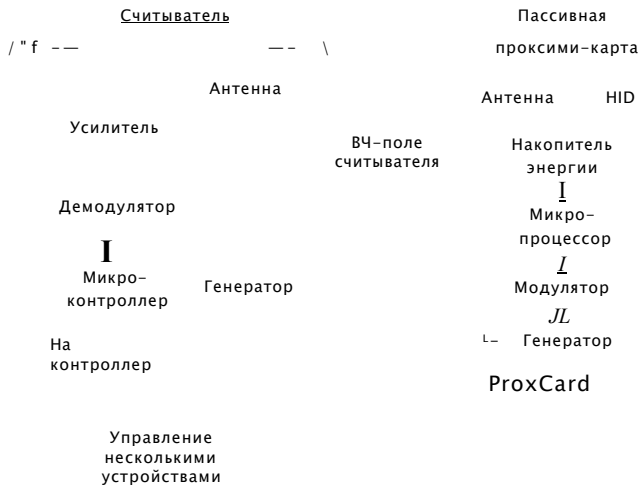 Считыватель
Пассивная
/ " f – —
— – \
проксими–карта
Антенна
Антенна HID
Усилитель
ВЧ–поле
считывателя
Накопитель
энергии
I
Демодулятор
Микро–
процессор
I
I
Микро–
контроллер
Генератор
Модулятор
JL
На
контроллер
└– Генератор
ProxCard
Управление
несколькими
устройствами